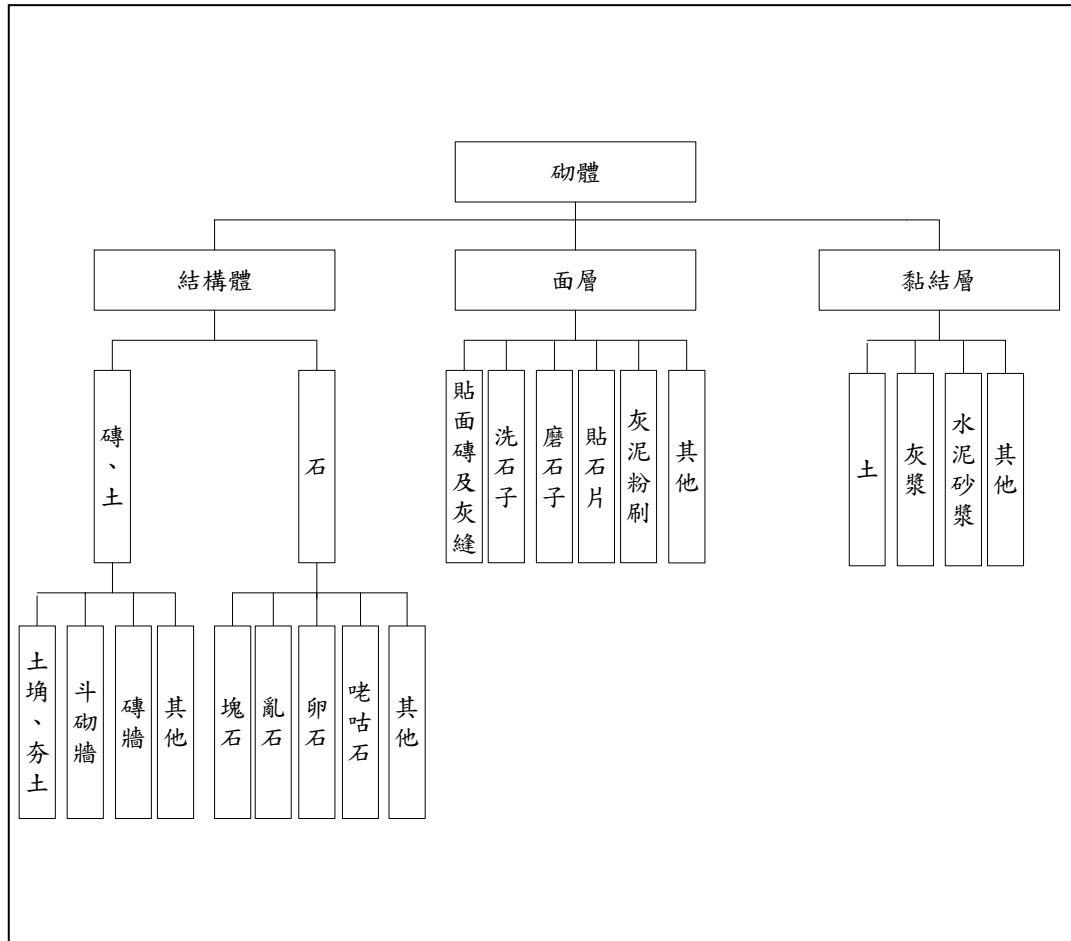 砌體
結構體
面層
黏結層
磚、土
石
貼面磚及灰縫
洗石子
磨石子
貼石片
灰泥粉刷
其他
土
灰漿
水泥砂漿
其他
土埆、夯土
斗砌牆
磚牆
其他
塊石
亂石
卵石
咾咕石
其他